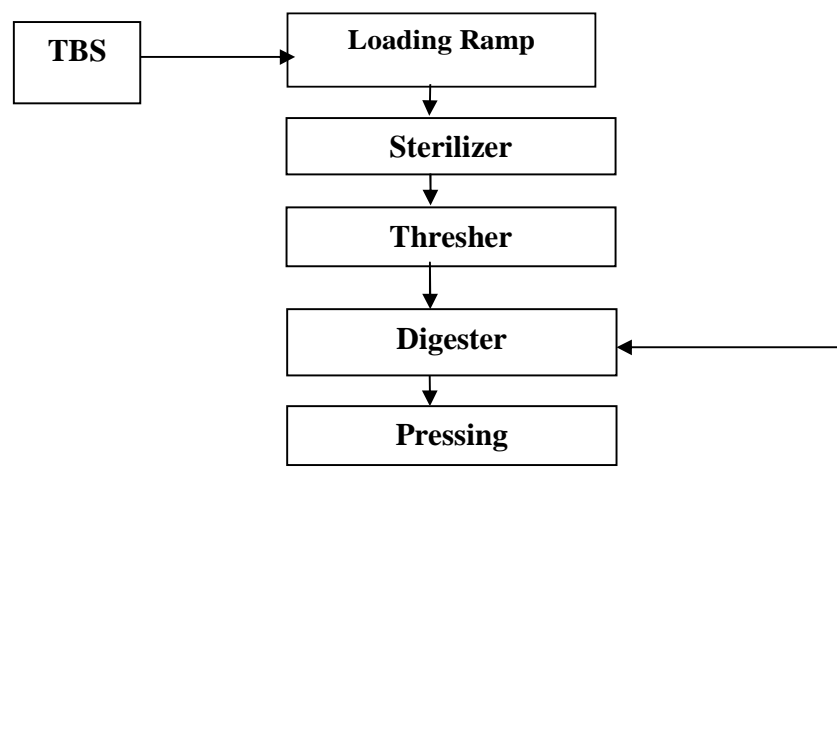 TBS
Loading Ramp
Sterilizer
Thresher
Digester
Pressing